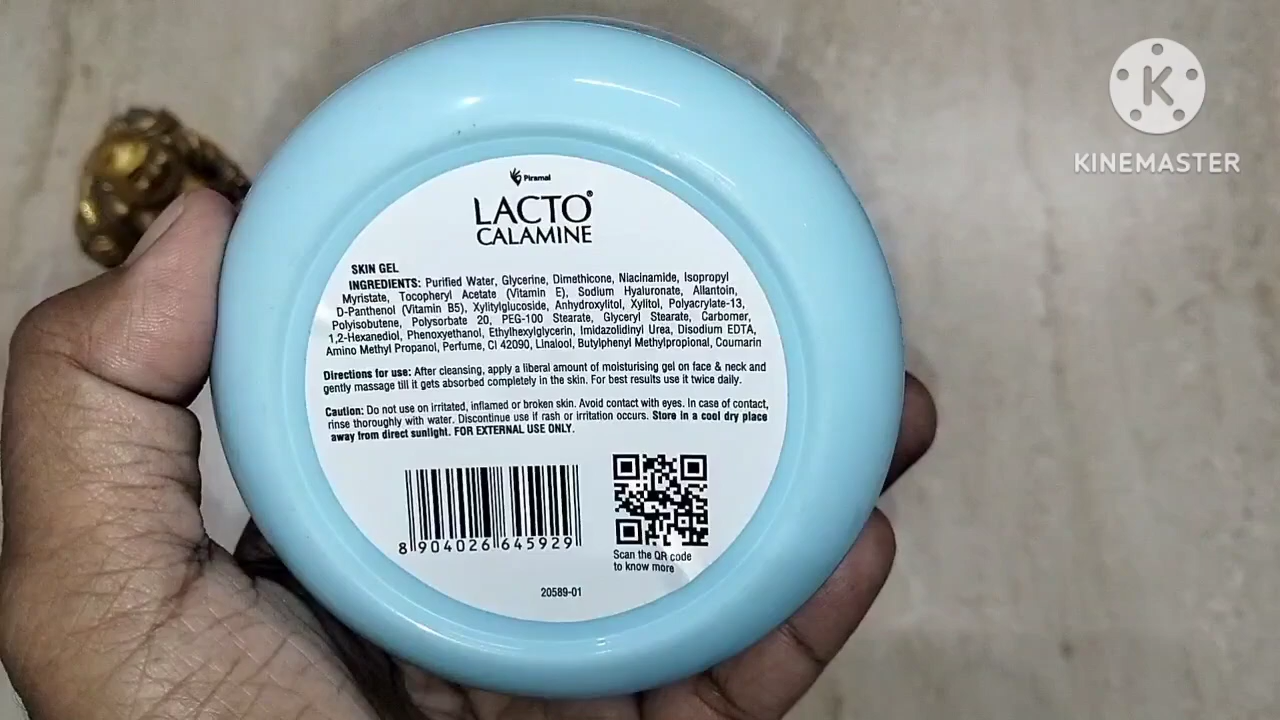 K
KINEMASTER
Piramal
LACTO®
CALAMINE
SKIN GEL
INGREDIENTS: Purified Water, Glycerine, Dimethicone, Niacinamide, Isopropyl
Myristate, Tocopheryl Acetate (Vitamin E), Sodium Hyaluronate, Allantoin,
D-Panthenol (Vitamin B5), Xylitylglucoside, Anhydroxylitol, Xylitol, Polyacrylate-13,
Polyisobutene, Polysorbate 20, PEG-100 Stearate, Glyceryl Stearate, Carbomer,
1,2-Hexanediol, Phenoxyethanol, Ethylhexylglycerin, Imidazolidinyl Urea, Disodium EDTA,
Amino Methyl Propanol, Perfume, CI 42090, Linalool, Butylphenyl Methylpropional, Coumarin
Directions for use: After cleansing, apply a liberal amount of moisturising gel on face & neck and
gently massage till it gets absorbed completely in the skin. For best results use it twice daily.
Caution: Do not use on irritated, inflamed or broken skin. Avoid contact with eyes. In case of contact,
rinse thoroughly with water. Discontinue use if rash or irritation occurs. Store in a cool dry place
away from direct sunlight. FOR EXTERNAL USE ONLY.
8 904026 645929
Scan the QR code
to know more
20589-01